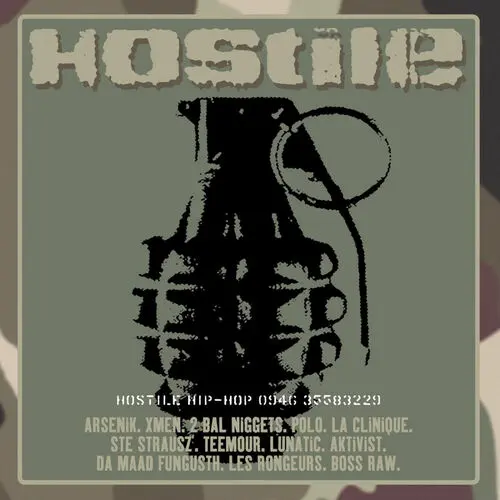 HOSTILE
HOSTILE HIP-HOP 0946 35583229
ARSENIK. XMEN. 2 BAL NIGGETS. POLO. LA CLINIQUE.
STE STRAUSZ. TEEMOUR. LUNATIC. AKTIVIST.
DA MAAD FUNGUSTH. LES RONGEURS. BOSS RAW.